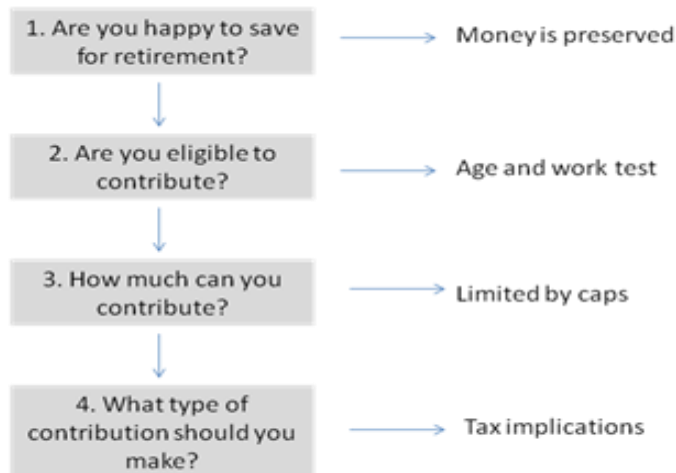 1. Are you happy to save
for retirement?
Money is preserved
2. Are you eligible to
contribute?
Age and work test
3. How much can you
contribute?
Limited by caps
4. What type of
contribution should you
make?
Tax implications